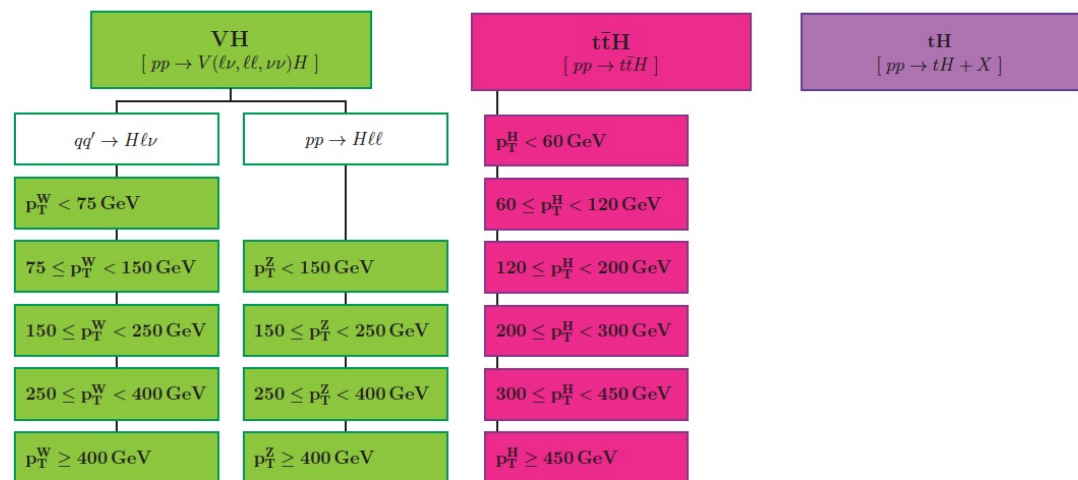 VH
[ pp → V(ℓν, ℓℓ, νν)H ]
qq′ → Hℓν
p_T^W < 75 GeV
75 ≤ p_T^W < 150 GeV
150 ≤ p_T^W < 250 GeV
250 ≤ p_T^W < 400 GeV
p_T^W ≥ 400 GeV
pp → Hℓℓ
p_T^Z < 150 GeV
150 ≤ p_T^Z < 250 GeV
250 ≤ p_T^Z < 400 GeV
p_T^Z ≥ 400 GeV
tt̄H
[ pp → tt̄H ]
p_T^H < 60 GeV
60 ≤ p_T^H < 120 GeV
120 ≤ p_T^H < 200 GeV
200 ≤ p_T^H < 300 GeV
300 ≤ p_T^H < 450 GeV
p_T^H ≥ 450 GeV
tH
[ pp → tH + X ]